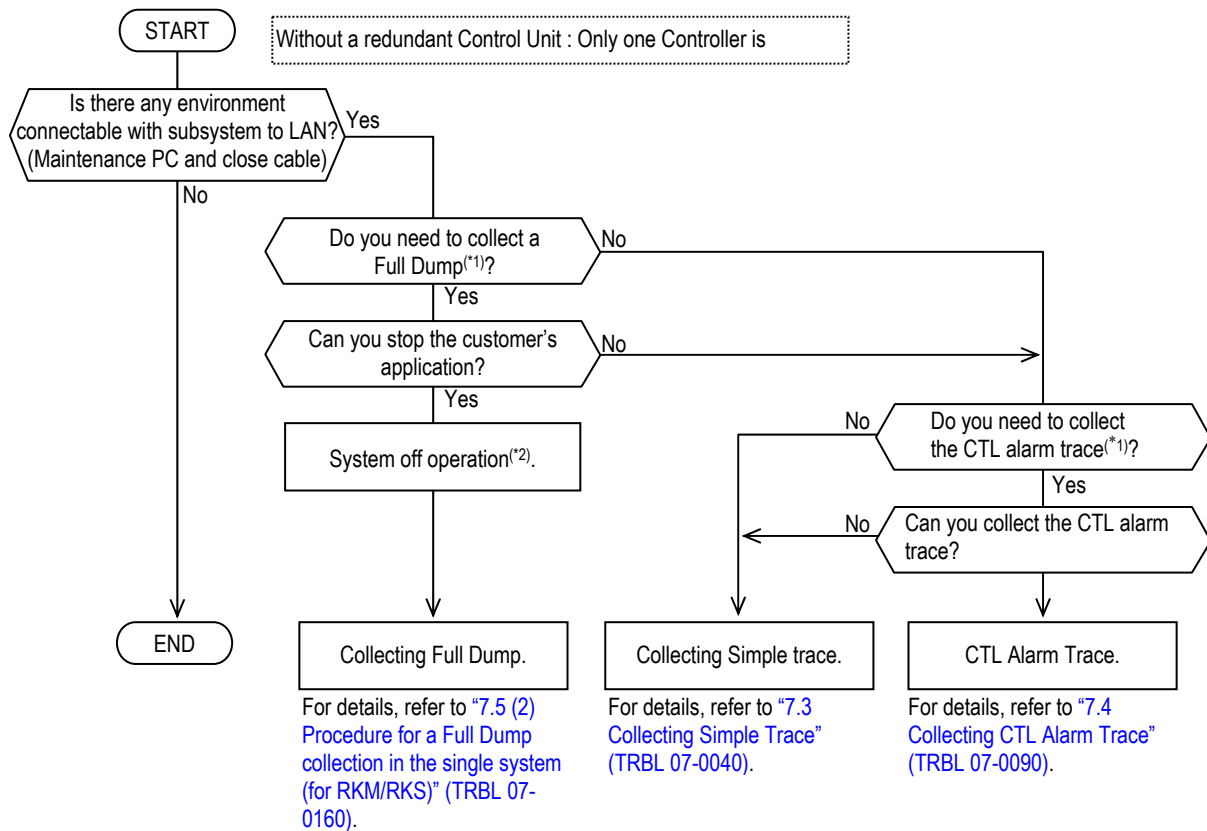 START
Without a redundant Control Unit : Only one Controller is
Is there any environment
connectable with subsystem to LAN?
(Maintenance PC and close cable)
Yes
No
Do you need to collect a
Full Dump(*1)?
No
Yes
Can you stop the customer’s
application?
No
Yes
System off operation(*2).
Do you need to collect
the CTL alarm trace(*1)?
No
Yes
Can you collect the CTL alarm
trace?
No
END
Collecting Full Dump.
For details, refer to “7.5 (2)
Procedure for a Full Dump
collection in the single system
(for RKM/RKS)” (TRBL 07-
0160).
Collecting Simple trace.
For details, refer to “7.3
Collecting Simple Trace”
(TRBL 07-0040).
CTL Alarm Trace.
For details, refer to “7.4
Collecting CTL Alarm Trace”
(TRBL 07-0090).